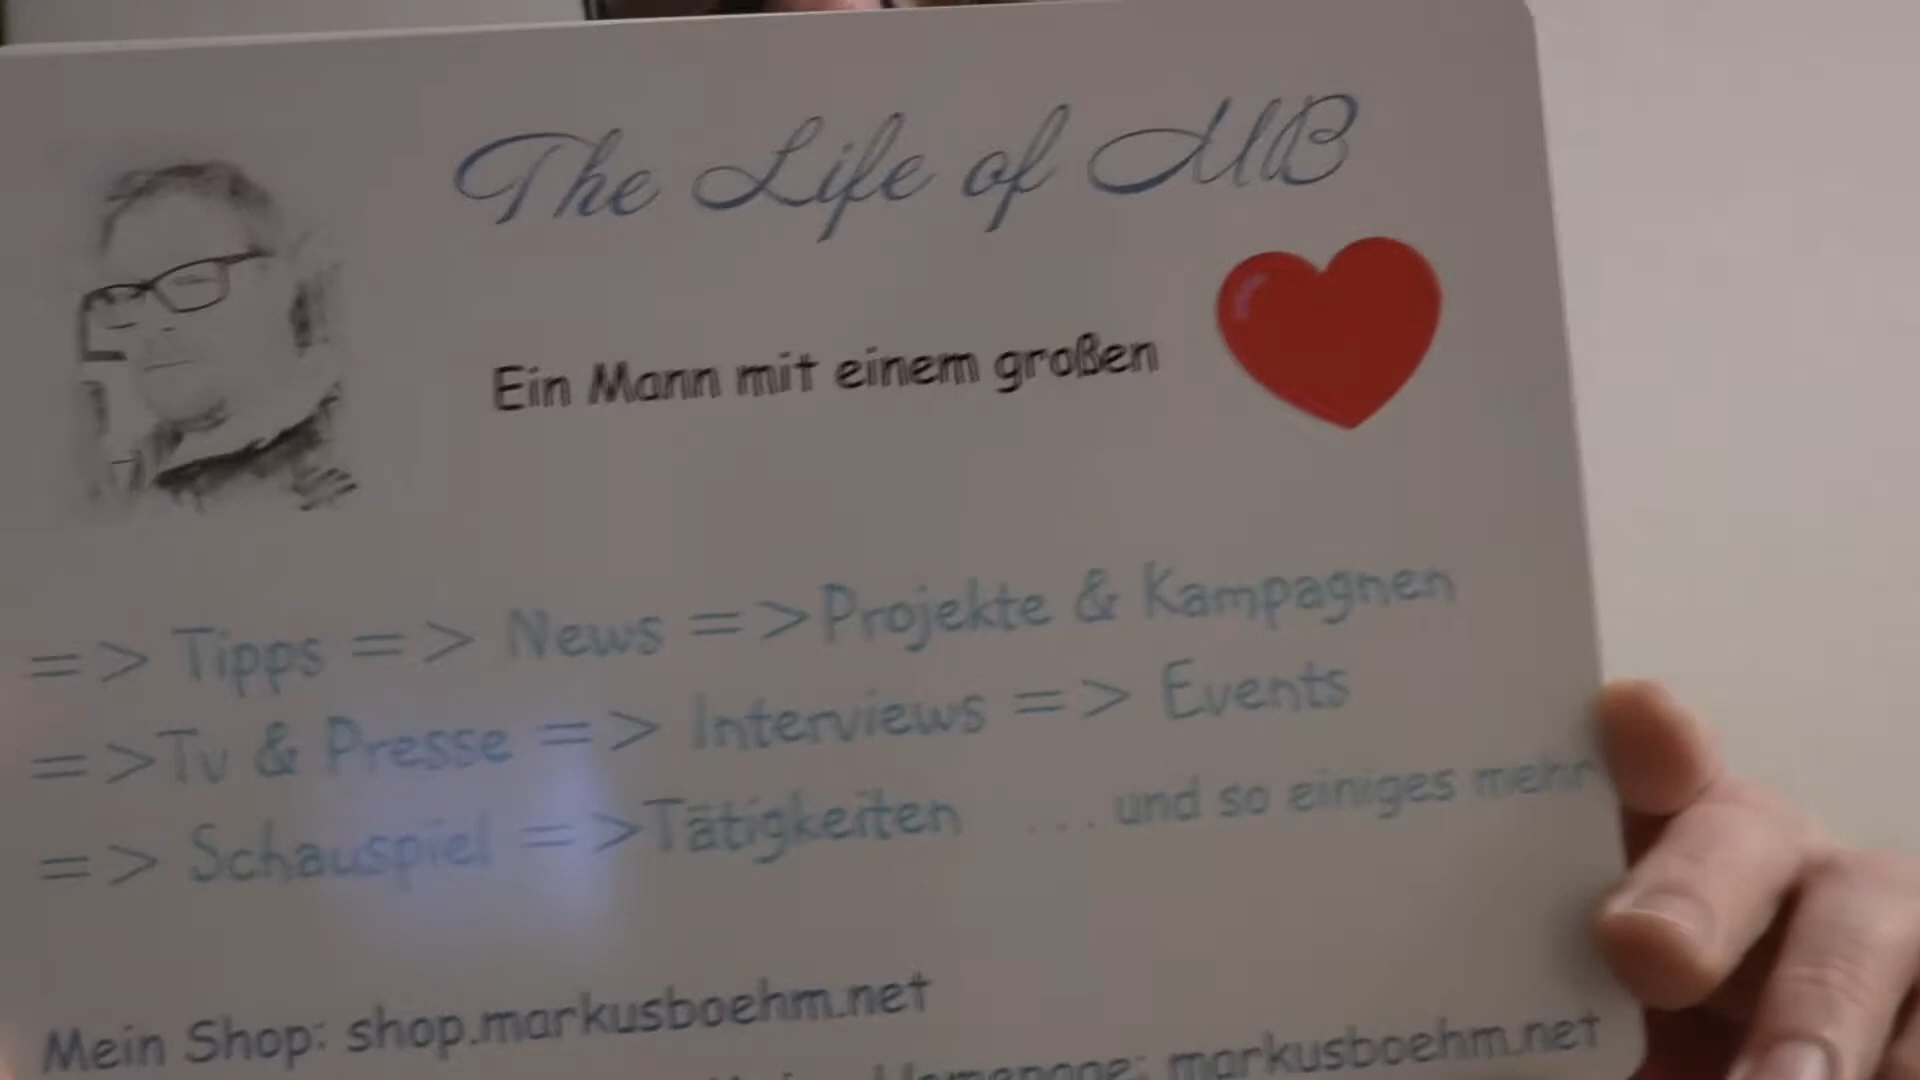 The Life of MB
Ein Mann mit einem großen
=> Tipps => News =>Projekte & Kampagnen
=>Tv & Presse => Interviews => Events
=> Schauspiel =>Tätigkeiten ...und so einiges mehr
Mein Shop: shop.markusboehm.net
Homepage: markusboehm.net